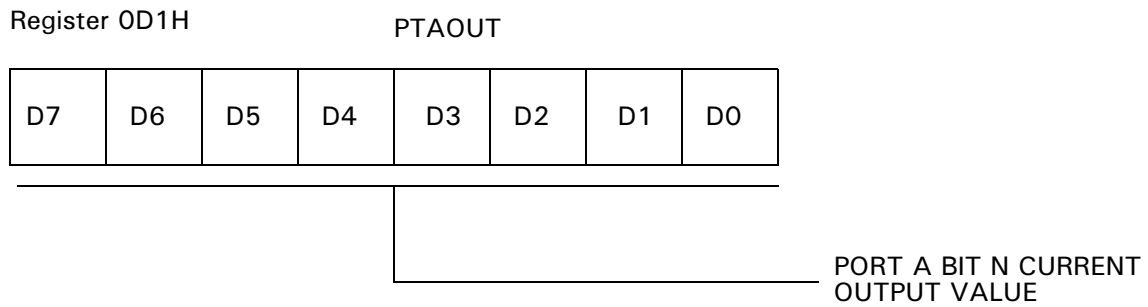 Register 0D1H
PTAOUT
D7 D6 D5 D4 D3 D2 D1 D0
PORT A BIT N CURRENT
OUTPUT VALUE